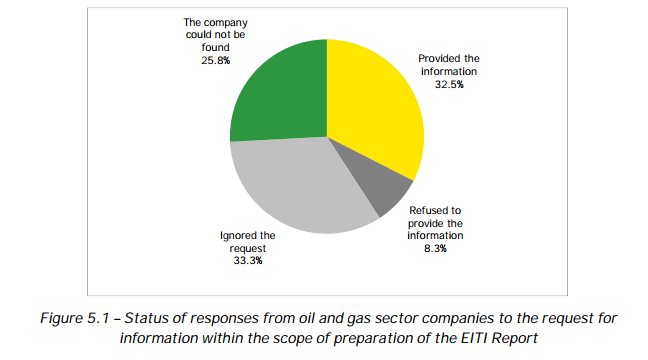 The company
could not be
found
25.8%
Provided the
information
32.5%
Refused to
provide the
information
8.3%
Ignored the
request
33.3%
Figure 5.1 – Status of responses from oil and gas sector companies to the request for
information within the scope of preparation of the EITI Report